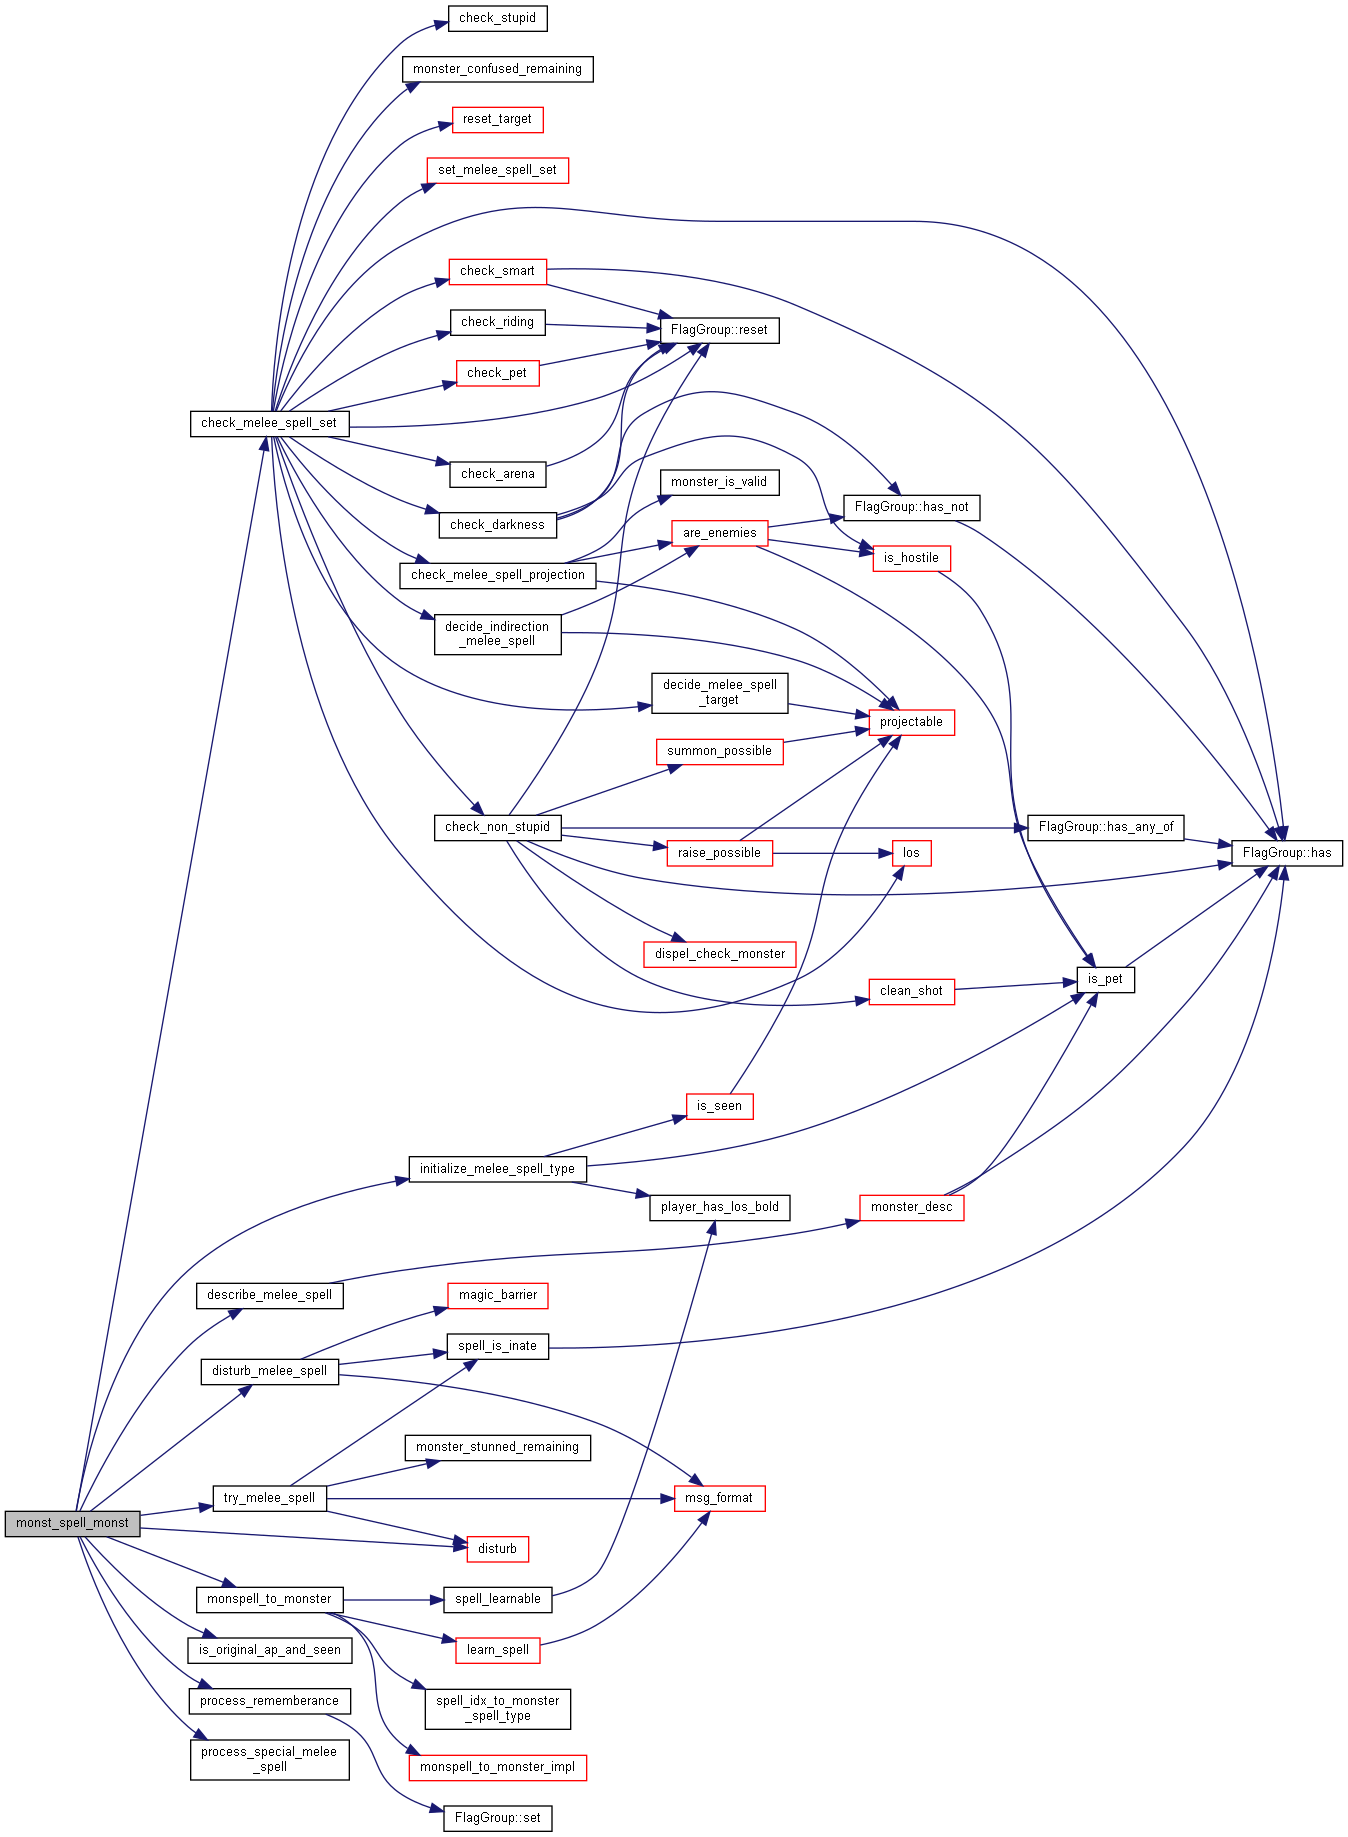 check_stupid
monster_confused_remaining
reset_target
set_melee_spell_set
check_smart
check_riding
FlagGroup::reset
check_pet
check_melee_spell_set
check_arena
monster_is_valid
FlagGroup::has_not
check_darkness
are_enemies
is_hostile
check_melee_spell_projection
decide_indirection
_melee_spell
decide_melee_spell
_target
projectable
summon_possible
check_non_stupid
FlagGroup::has_any_of
raise_possible
los
FlagGroup::has
dispel_check_monster
clean_shot
is_pet
is_seen
initialize_melee_spell_type
player_has_los_bold
monster_desc
describe_melee_spell
magic_barrier
spell_is_inate
disturb_melee_spell
monster_stunned_remaining
try_melee_spell
msg_format
monst_spell_monst
disturb
monspell_to_monster
spell_learnable
is_original_ap_and_seen
learn_spell
process_rememberance
spell_idx_to_monster
_spell_type
process_special_melee
_spell
monspell_to_monster_impl
FlagGroup::set